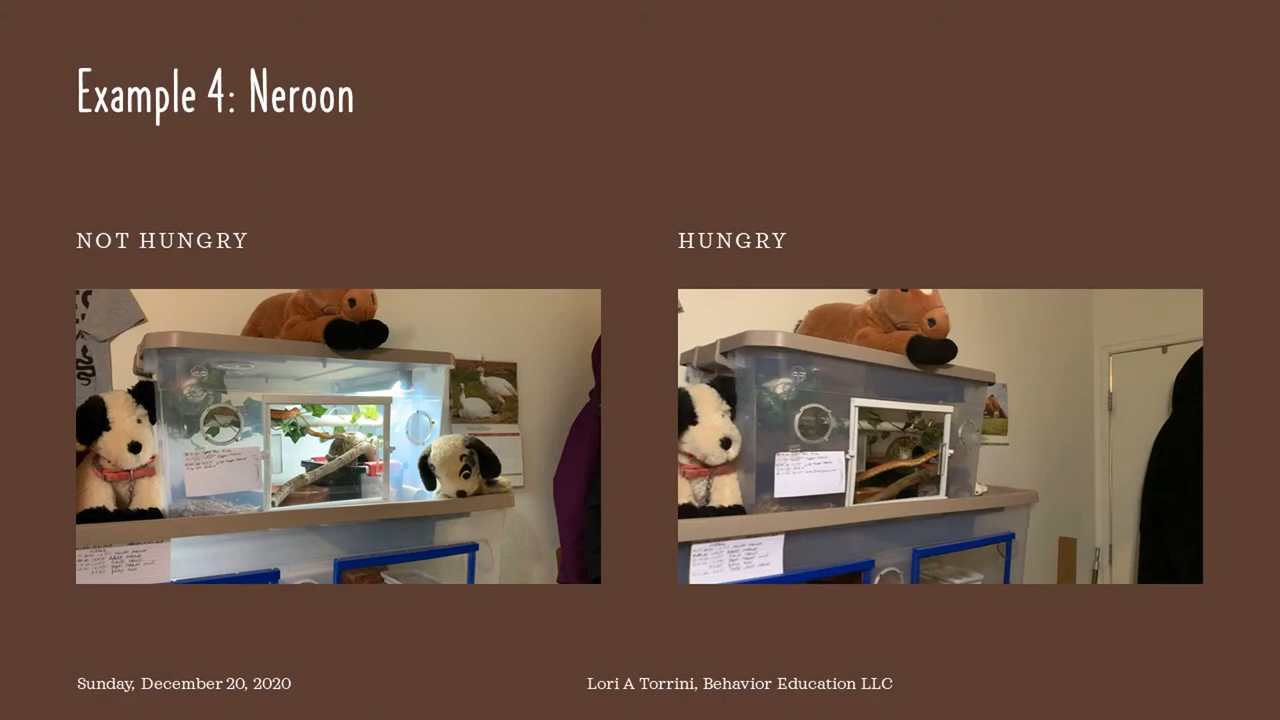 Example 4: Neroon
NOT HUNGRY
HUNGRY
Sunday, December 20, 2020
Lori A Torrini, Behavior Education LLC